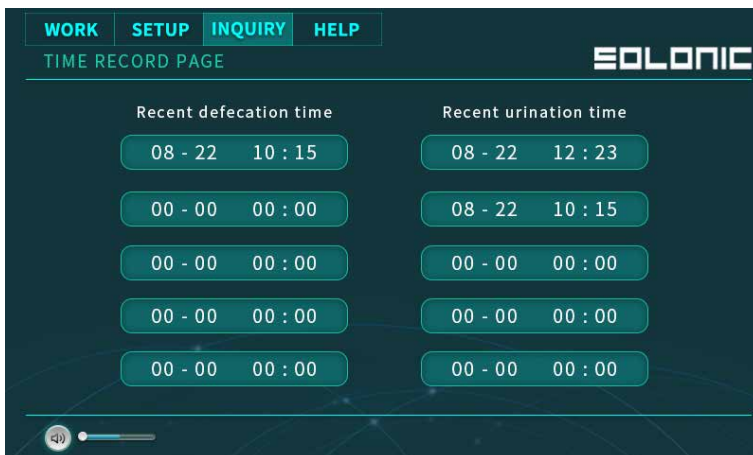 WORK SETUP INQUIRY HELP
TIME RECORD PAGE
SOLONIC
Recent defecation time Recent urination time
08 - 22 10 : 15 08 - 22 12 : 23
00 - 00 00 : 00 08 - 22 10 : 15
00 - 00 00 : 00 00 - 00 00 : 00
00 - 00 00 : 00 00 - 00 00 : 00
00 - 00 00 : 00 00 - 00 00 : 00